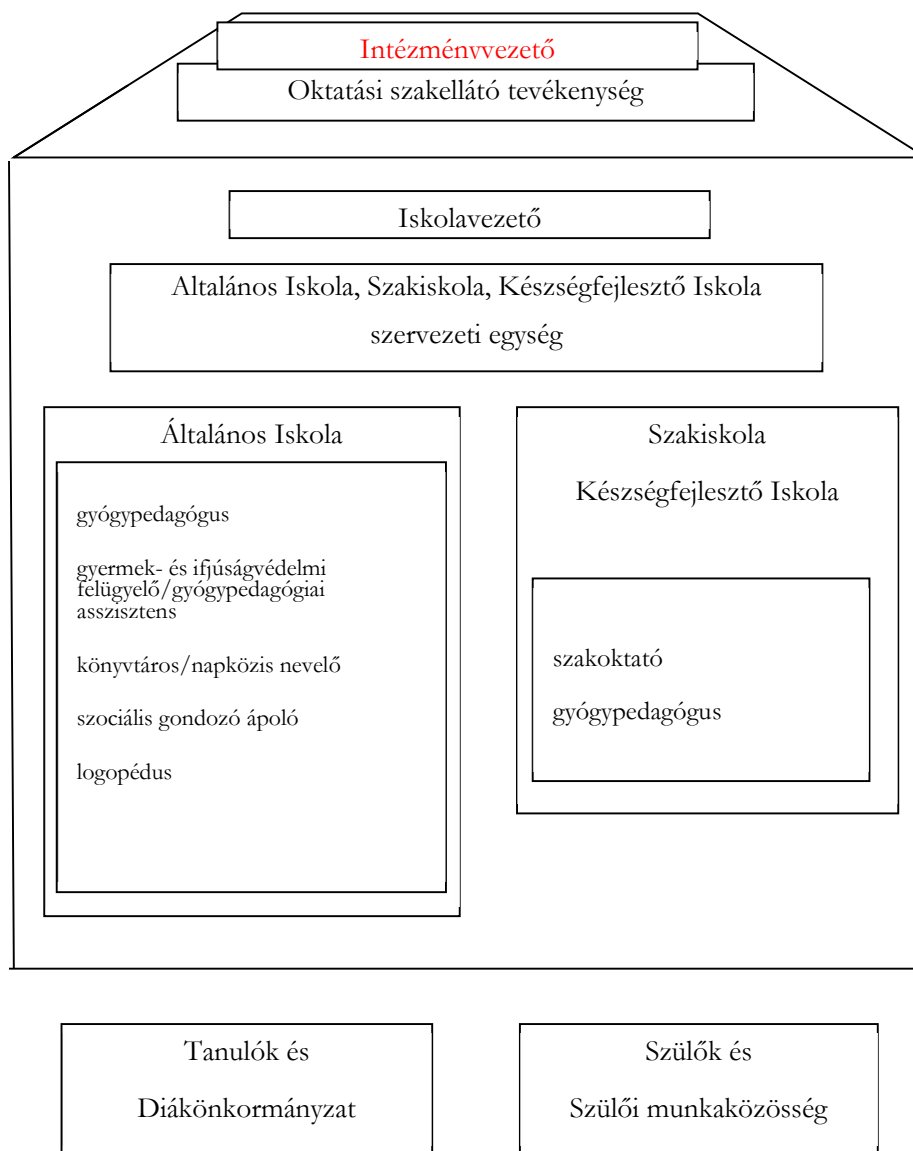 Intézményvezető
Oktatási szakellátó tevékenység
Iskolavezető
Altalános Iskola, Szakiskola, Készségfejlesztő Iskola
szervezeti egység
Általános Iskola
gyógypedagógus
gyermek- és ifjúságvédelmi
felügyelő/gyógypedagógiai
asszisztens
könyvtáros/napközis nevelő
szociális gondozó ápoló
logopédus
Szakiskola
Készségfejlesztő Iskola
szakoktató
gyógypedagógus
Tanulók és
Diákönkormányzat
Szülők és
Szülői munkaközösség